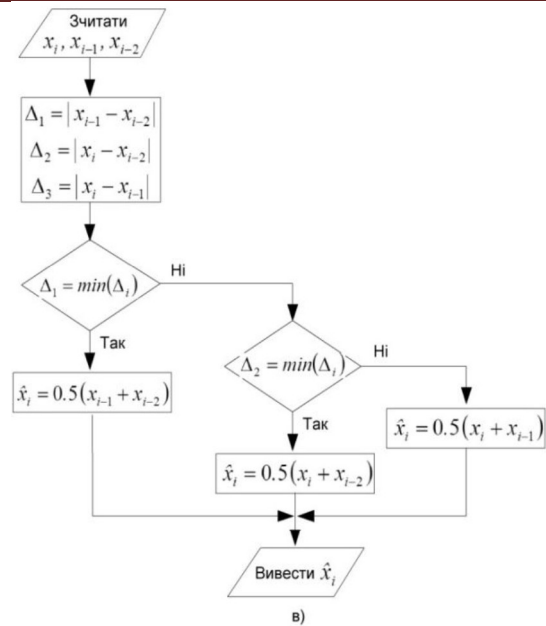 Зчитати
x_i, x_{i-1}, x_{i-2}
Δ_1 = | x_{i-1} − x_{i-2} |
Δ_2 = | x_i − x_{i-2} |
Δ_3 = | x_i − x_{i-1} |
Δ_1 = min(Δ_i)
Ні
Так
x̂_i = 0.5(x_{i-1} + x_{i-2})
Δ_2 = min(Δ_i)
Ні
Так
x̂_i = 0.5(x_i + x_{i-2})
x̂_i = 0.5(x_i + x_{i-1})
Вивести x̂_i
в)